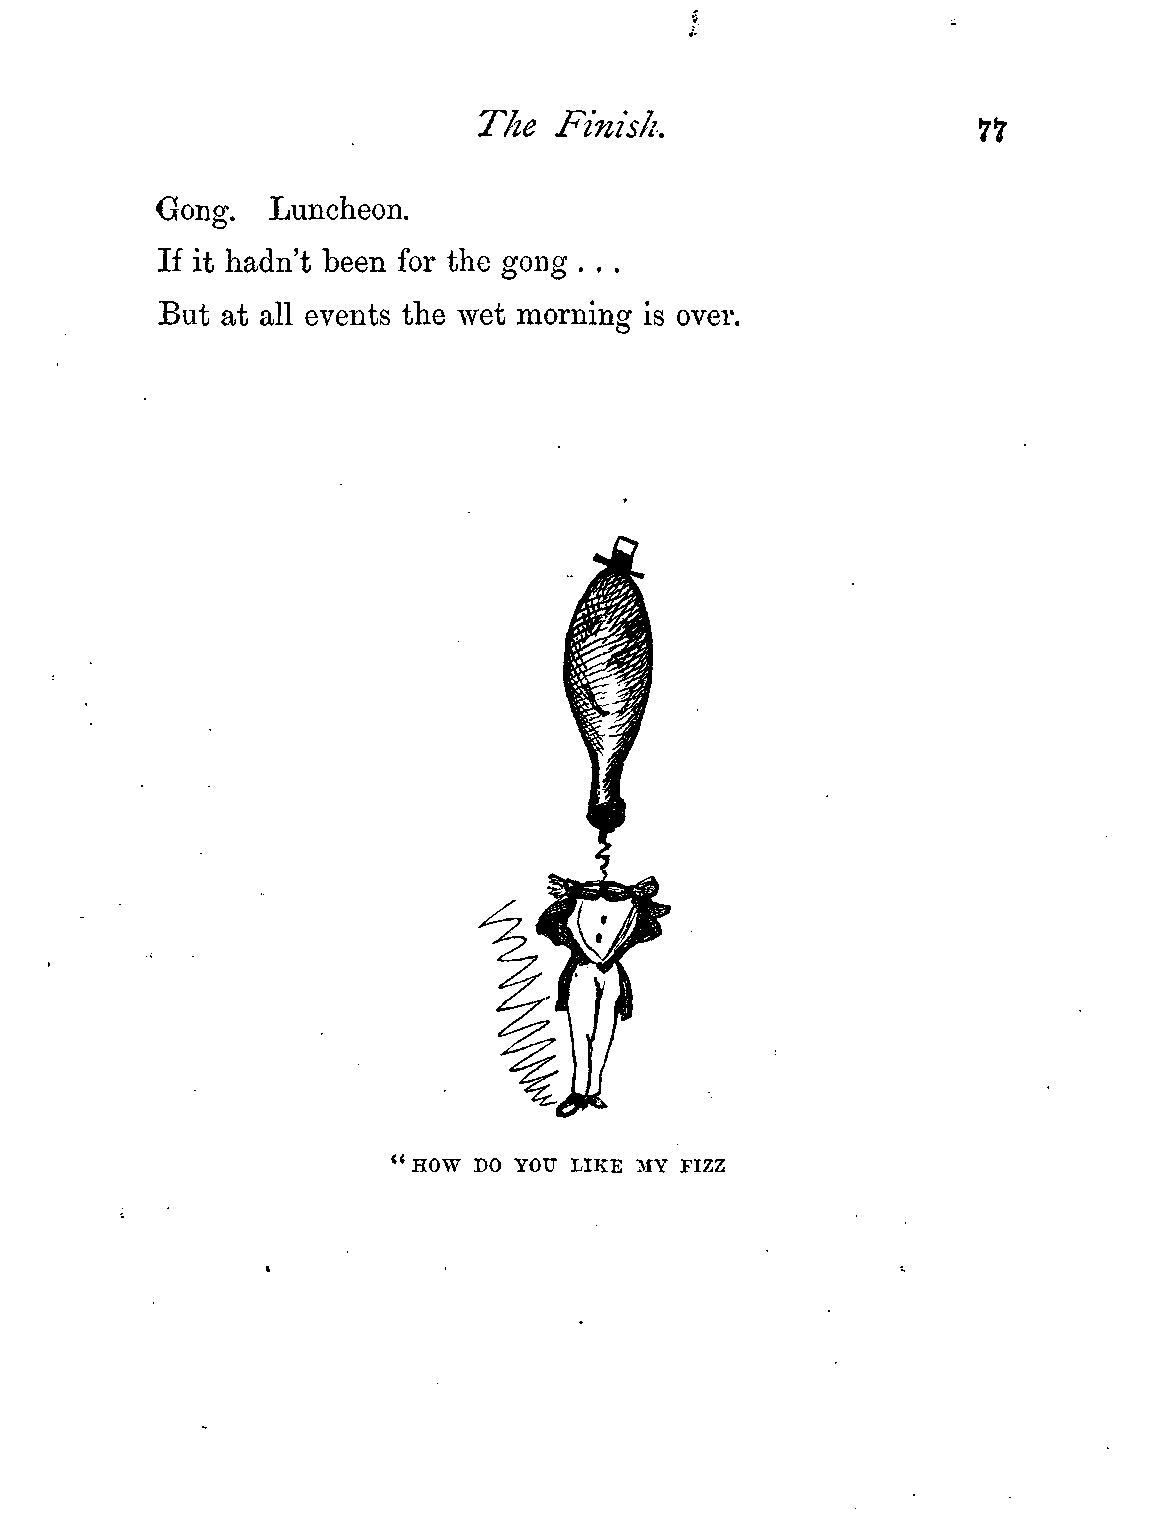 The Finish. 77
Gong. Luncheon.
If it hadn't been for the gong . . .
But at all events the wet morning is over.
"HOW DO YOU LIKE MY FIZZ